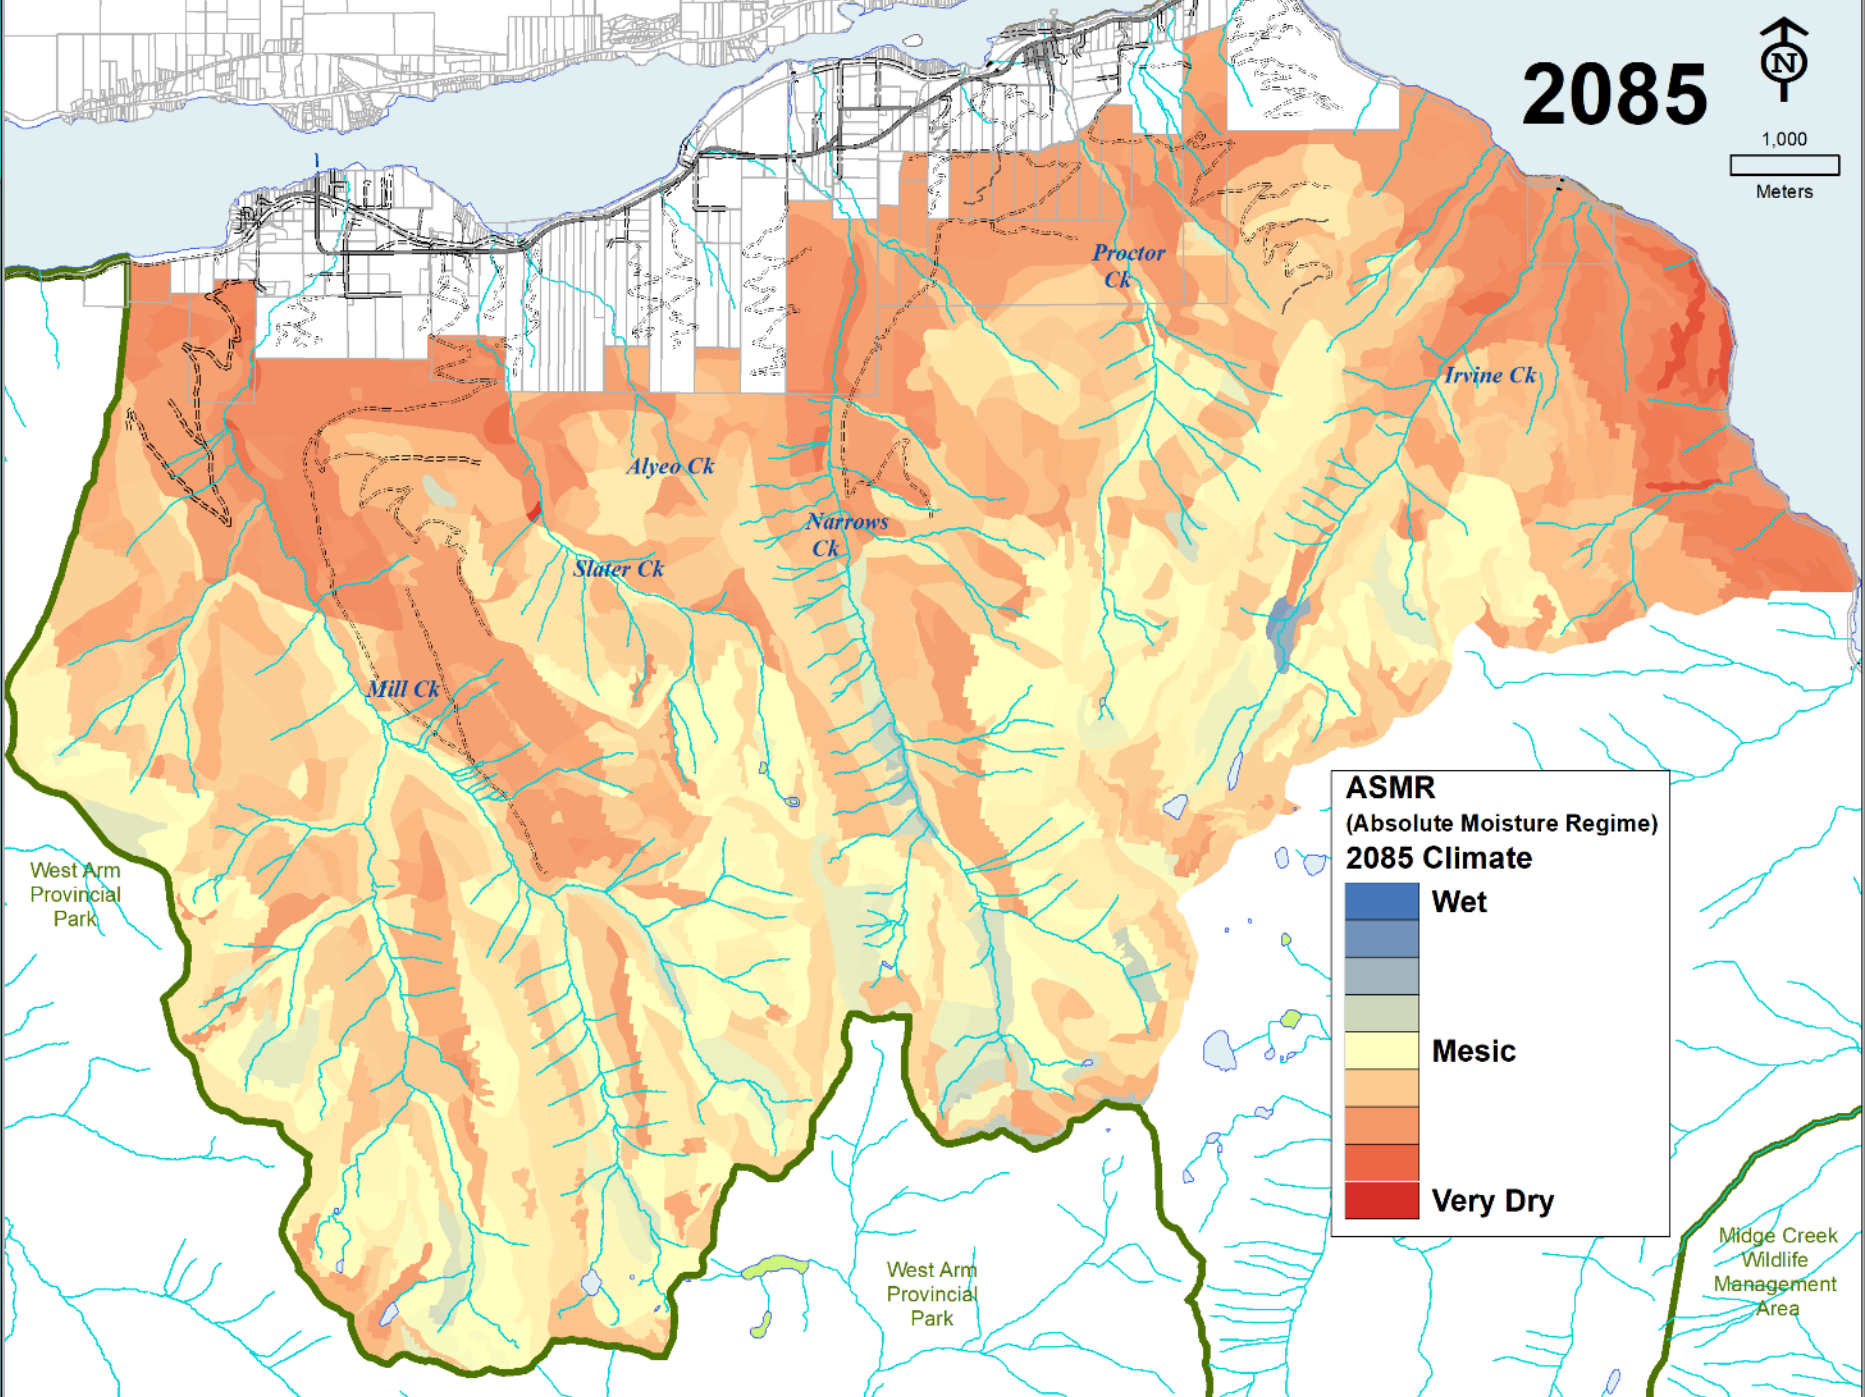 2085
N
1,000
Meters
Proctor
Ck
Irvine Ck
Alyeo Ck
Narrows
Ck
Slater Ck
Mill Ck
West Arm
Provincial
Park
ASMR
(Absolute Moisture Regime)
2085 Climate
Wet
Mesic
Very Dry
West Arm
Provincial
Park
Midge Creek
Wildlife
Management
Area